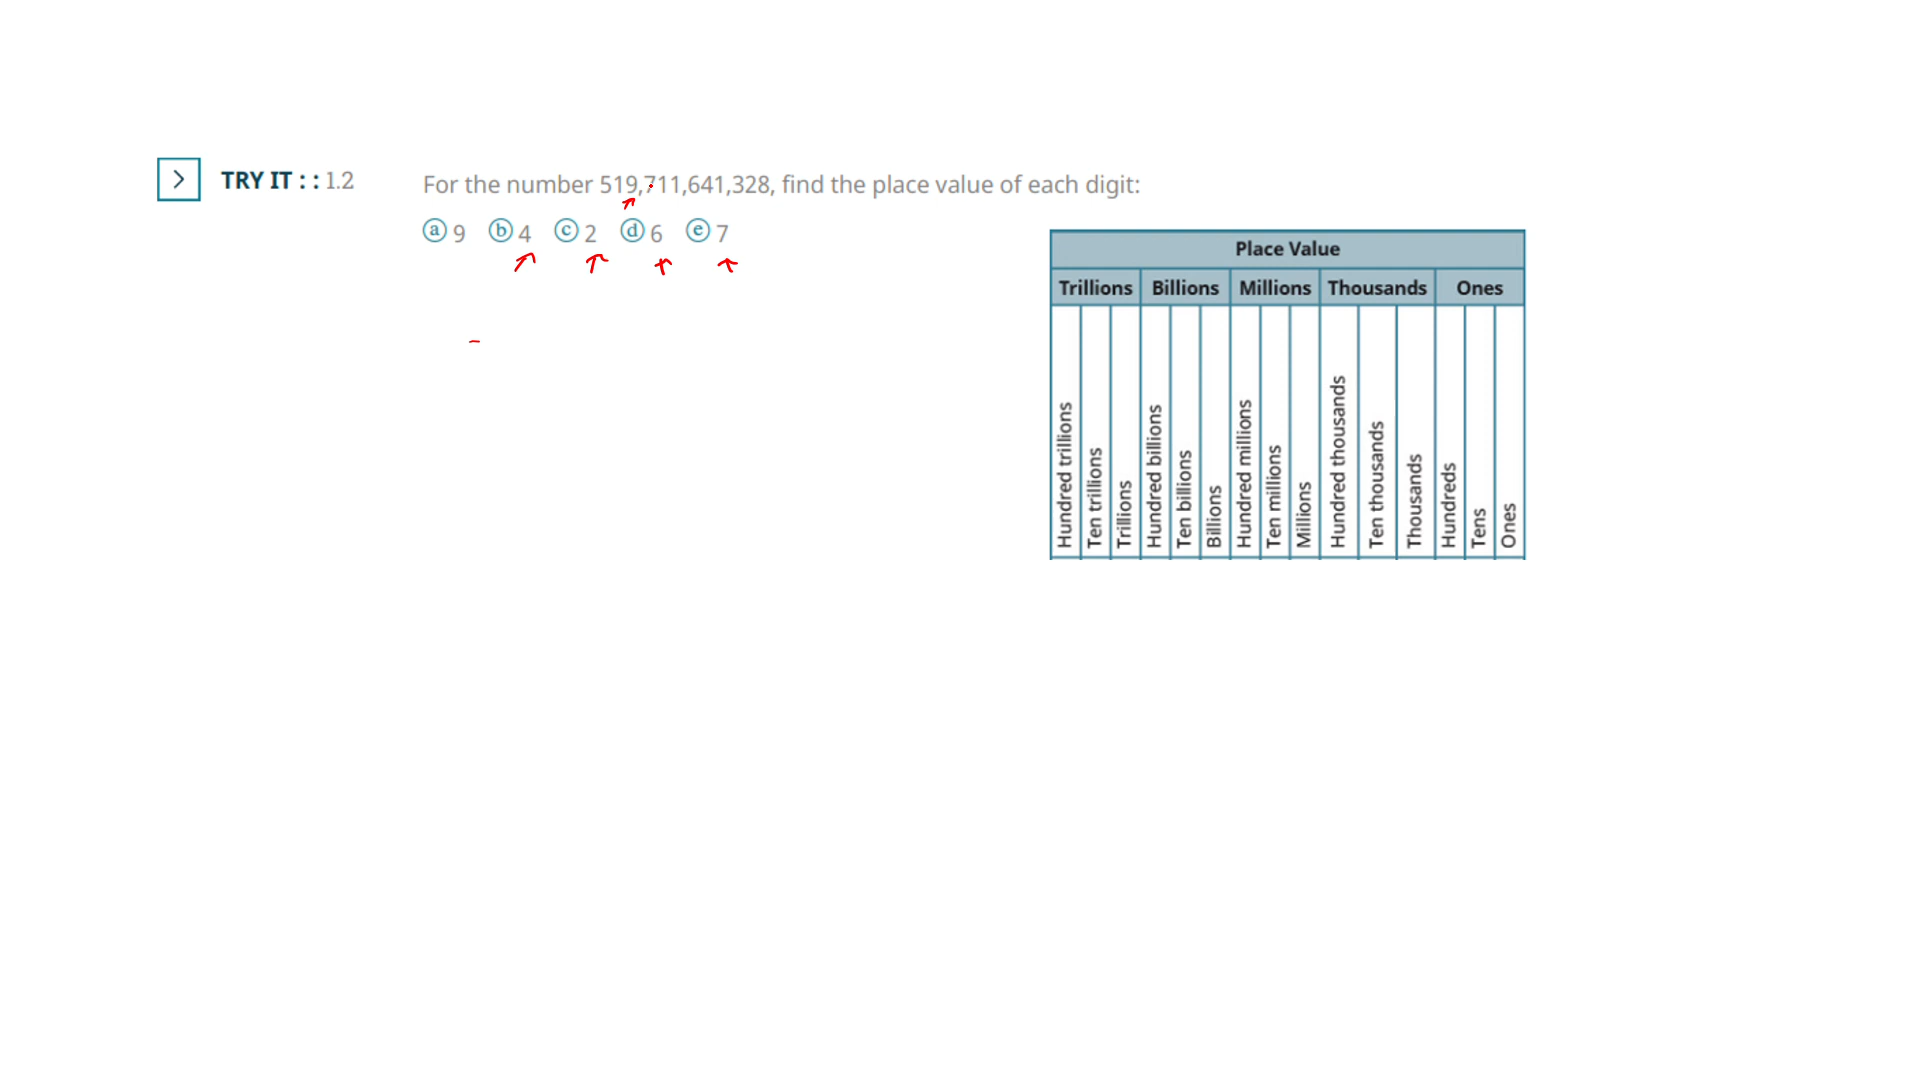 TRY IT : : 1.2
For the number 519,711,641,328, find the place value of each digit:
ⓐ 9 ⓑ 4 ⓒ 2 ⓓ 6 ⓔ 7
Place Value
Trillions Billions Millions Thousands Ones
Hundred trillions
Ten trillions
Trillions
Hundred billions
Ten billions
Billions
Hundred millions
Ten millions
Millions
Hundred thousands
Ten thousands
Thousands
Hundreds
Tens
Ones